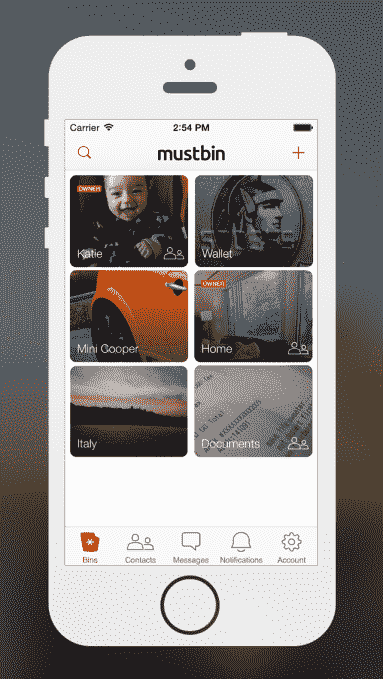 Carrier 2:54 PM
mustbin
OWNER
Katie
Wallet
OWNER
Mini Cooper
Home
Italy
Documents
Bins Contacts Messages Notifications Account